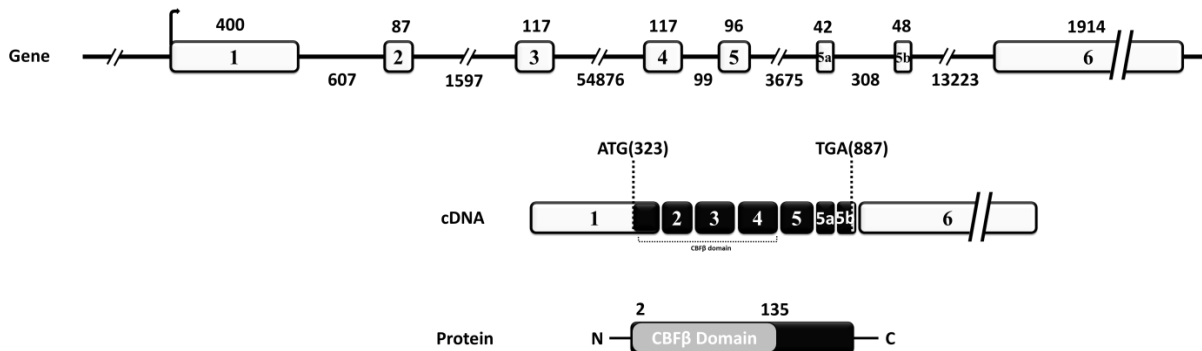 400 87 117 117 96 42 48 1914
Gene 1 2 3 4 5 5a 5b 6
607 1597 54876 99 3675 308 13223
ATG(323) TGA(887)
cDNA 1 2 3 4 5 5a 5b 6
CBFβ domain
2 135
Protein N CBFβ Domain C